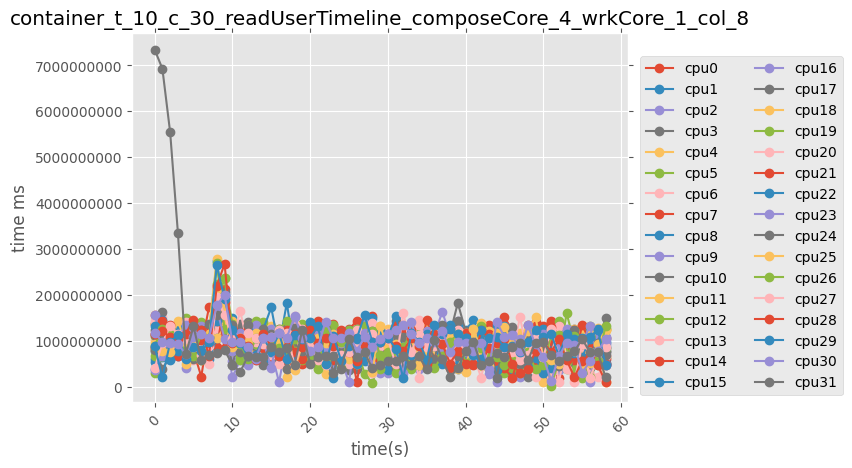 container_t_10_c_30_readUserTimeline_composeCore_4_wrkCore_1_col_8
time ms
7000000000
6000000000
5000000000
4000000000
3000000000
2000000000
1000000000
0
0
10
20
30
40
50
60
time(s)
cpu0
cpu1
cpu2
cpu3
cpu4
cpu5
cpu6
cpu7
cpu8
cpu9
cpu10
cpu11
cpu12
cpu13
cpu14
cpu15
cpu16
cpu17
cpu18
cpu19
cpu20
cpu21
cpu22
cpu23
cpu24
cpu25
cpu26
cpu27
cpu28
cpu29
cpu30
cpu31